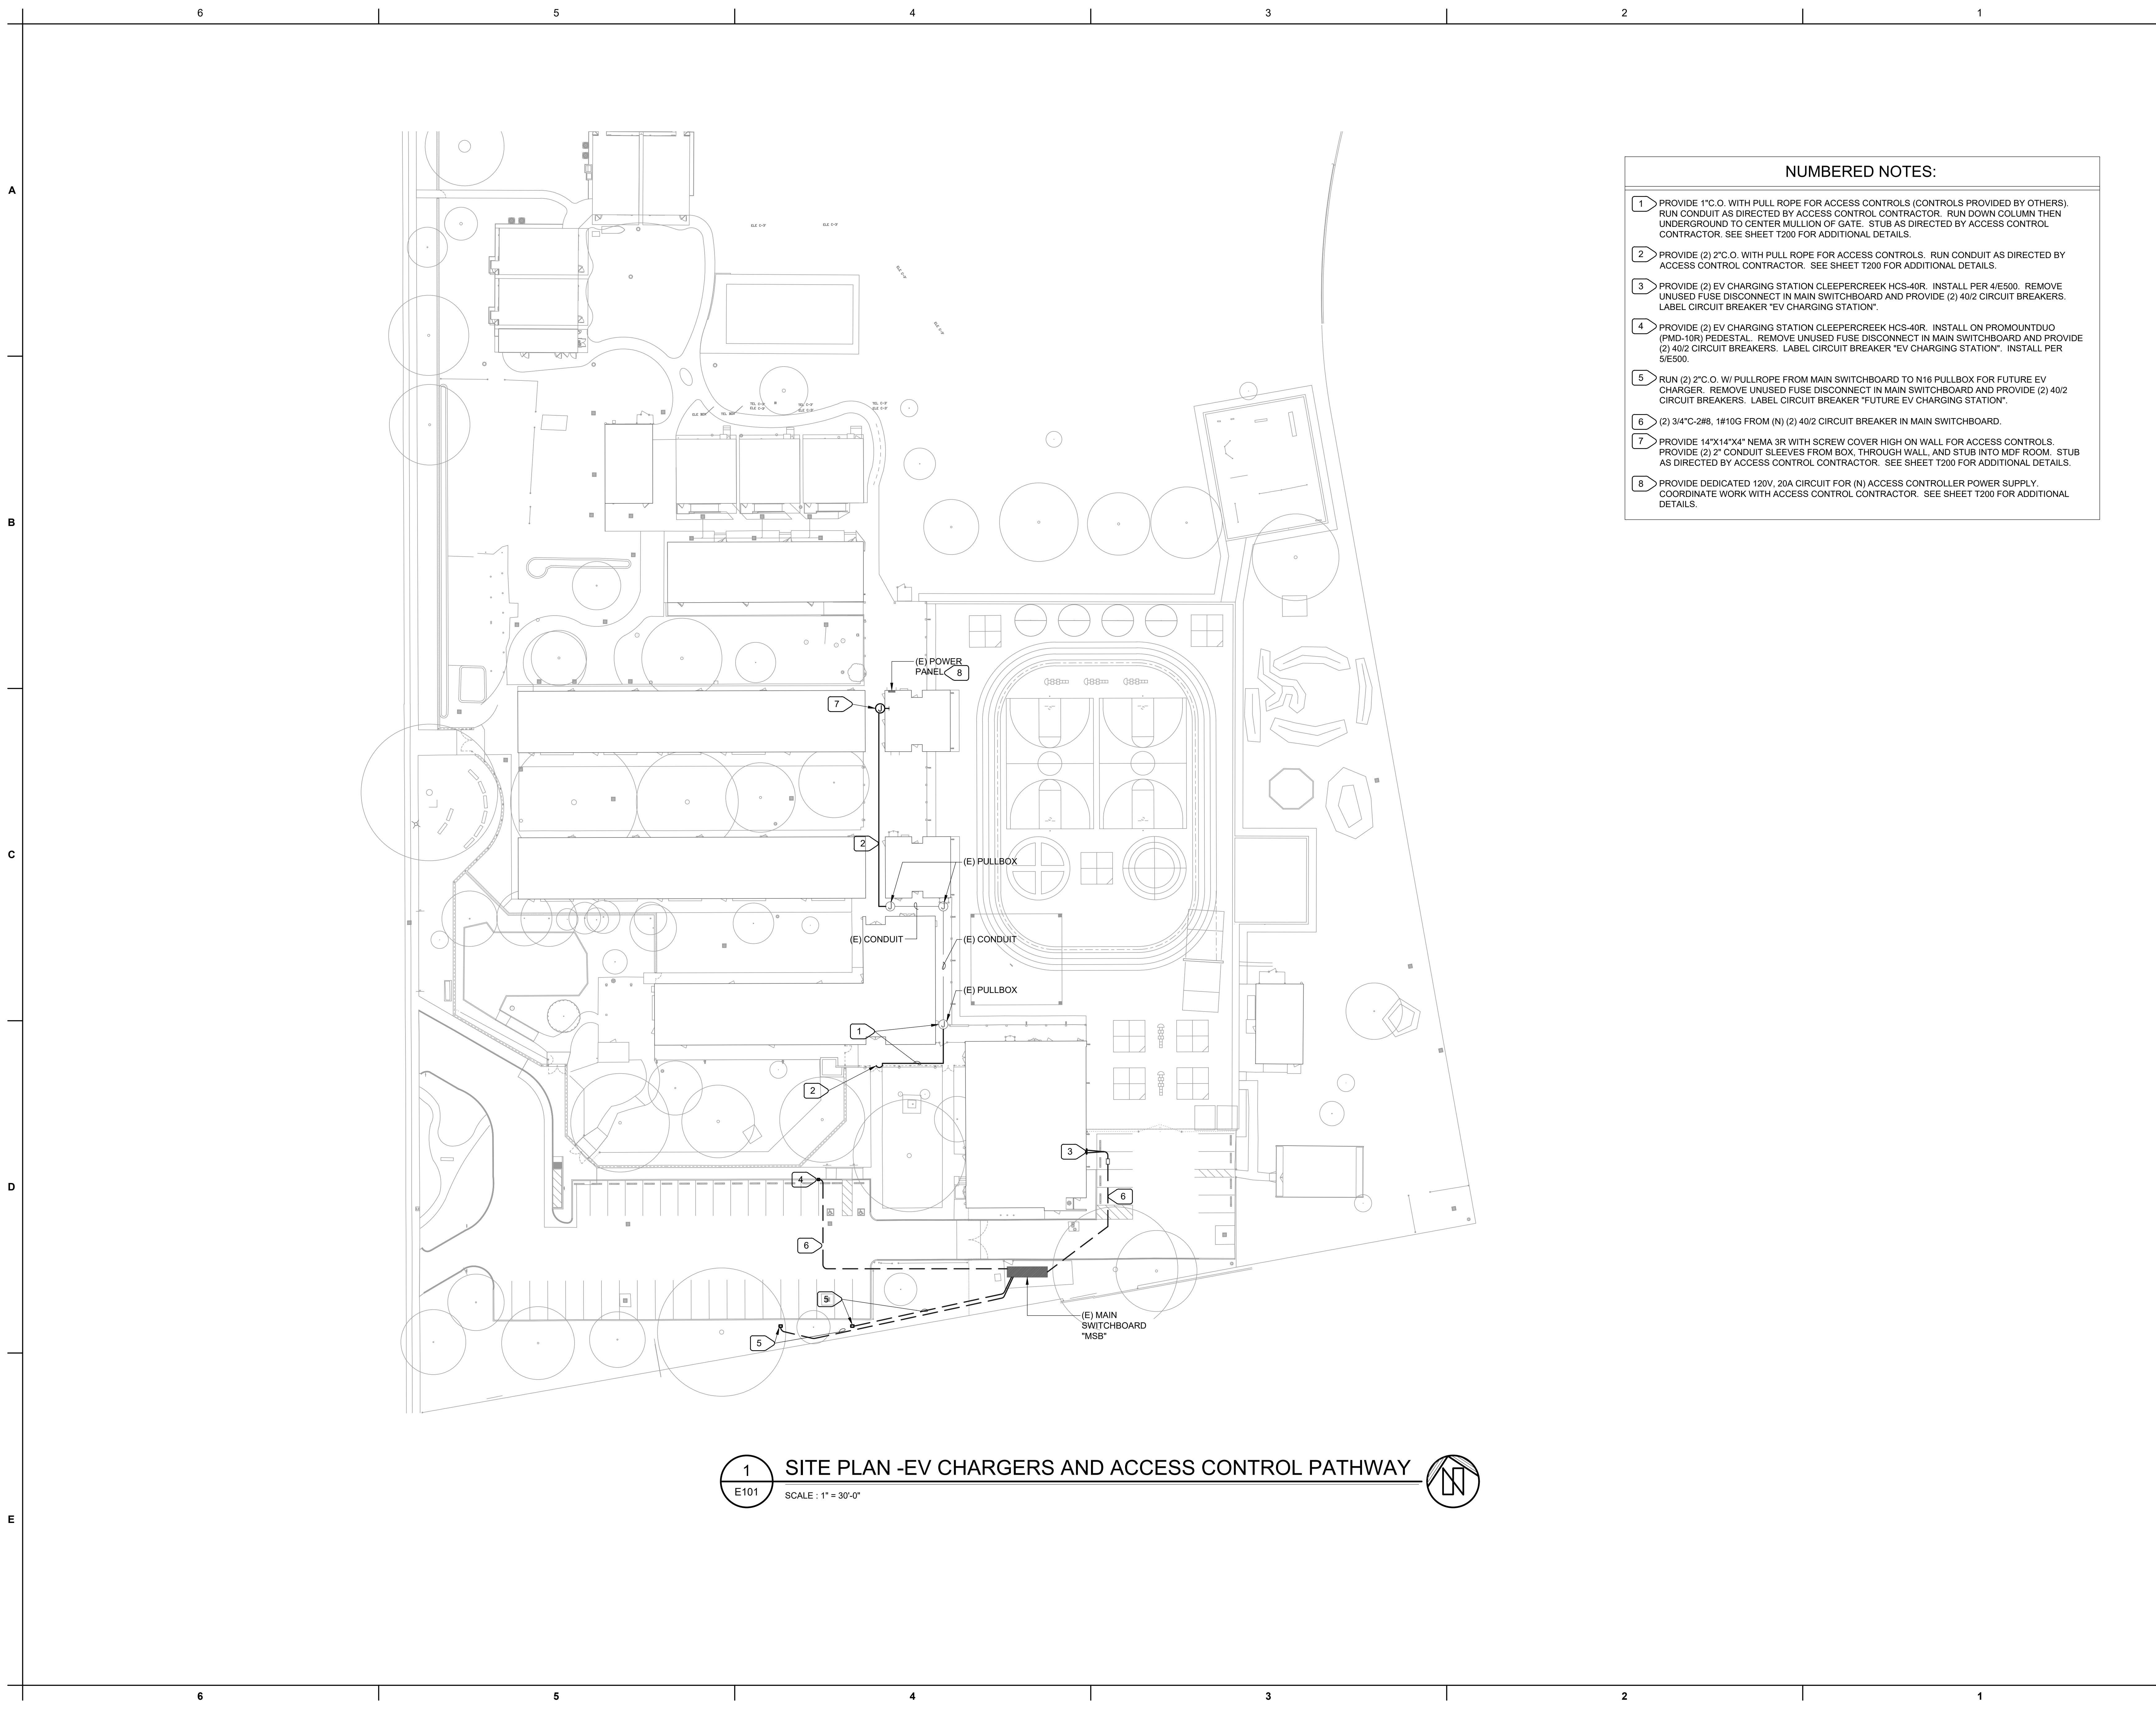 6 5 4 3 2 1
A
B
C
D
E
NUMBERED NOTES:
1 PROVIDE 1"C.O. WITH PULL ROPE FOR ACCESS CONTROLS (CONTROLS PROVIDED BY OTHERS).
RUN CONDUIT AS DIRECTED BY ACCESS CONTROL CONTRACTOR. RUN DOWN COLUMN THEN
UNDERGROUND TO CENTER MULLION OF GATE. STUB AS DIRECTED BY ACCESS CONTROL
CONTRACTOR. SEE SHEET T200 FOR ADDITIONAL DETAILS.
2 PROVIDE (2) 2"C.O. WITH PULL ROPE FOR ACCESS CONTROLS. RUN CONDUIT AS DIRECTED BY
ACCESS CONTROL CONTRACTOR. SEE SHEET T200 FOR ADDITIONAL DETAILS.
3 PROVIDE (2) EV CHARGING STATION CLEEPERCREEK HCS-40R. INSTALL PER 4/E500. REMOVE
UNUSED FUSE DISCONNECT IN MAIN SWITCHBOARD AND PROVIDE (2) 40/2 CIRCUIT BREAKERS.
LABEL CIRCUIT BREAKER "EV CHARGING STATION".
4 PROVIDE (2) EV CHARGING STATION CLEEPERCREEK HCS-40R. INSTALL ON PROMOUNTDUO
(PMD-10R) PEDESTAL. REMOVE UNUSED FUSE DISCONNECT IN MAIN SWITCHBOARD AND PROVIDE
(2) 40/2 CIRCUIT BREAKERS. LABEL CIRCUIT BREAKER "EV CHARGING STATION". INSTALL PER
5/E500.
5 RUN (2) 2"C.O. W/ PULLROPE FROM MAIN SWITCHBOARD TO N16 PULLBOX FOR FUTURE EV
CHARGER. REMOVE UNUSED FUSE DISCONNECT IN MAIN SWITCHBOARD AND PROVIDE (2) 40/2
CIRCUIT BREAKERS. LABEL CIRCUIT BREAKER "FUTURE EV CHARGING STATION".
6 (2) 3/4"C-2#8, 1#10G FROM (N) (2) 40/2 CIRCUIT BREAKER IN MAIN SWITCHBOARD.
7 PROVIDE 14"X14"X4" NEMA 3R WITH SCREW COVER HIGH ON WALL FOR ACCESS CONTROLS.
PROVIDE (2) 2" CONDUIT SLEEVES FROM BOX, THROUGH WALL, AND STUB INTO MDF ROOM. STUB
AS DIRECTED BY ACCESS CONTROL CONTRACTOR. SEE SHEET T200 FOR ADDITIONAL DETAILS.
8 PROVIDE DEDICATED 120V, 20A CIRCUIT FOR (N) ACCESS CONTROLLER POWER SUPPLY.
COORDINATE WORK WITH ACCESS CONTROL CONTRACTOR. SEE SHEET T200 FOR ADDITIONAL
DETAILS.
(E) POWER
PANEL 8
7
2
(E) PULLBOX
(E) CONDUIT
(E) CONDUIT
(E) PULLBOX
1
2
3
4
6
6
5
5
(E) MAIN
SWITCHBOARD
"MSB"
1
E101
SITE PLAN -EV CHARGERS AND ACCESS CONTROL PATHWAY
SCALE : 1" = 30'-0"
N
6 5 4 3 2 1